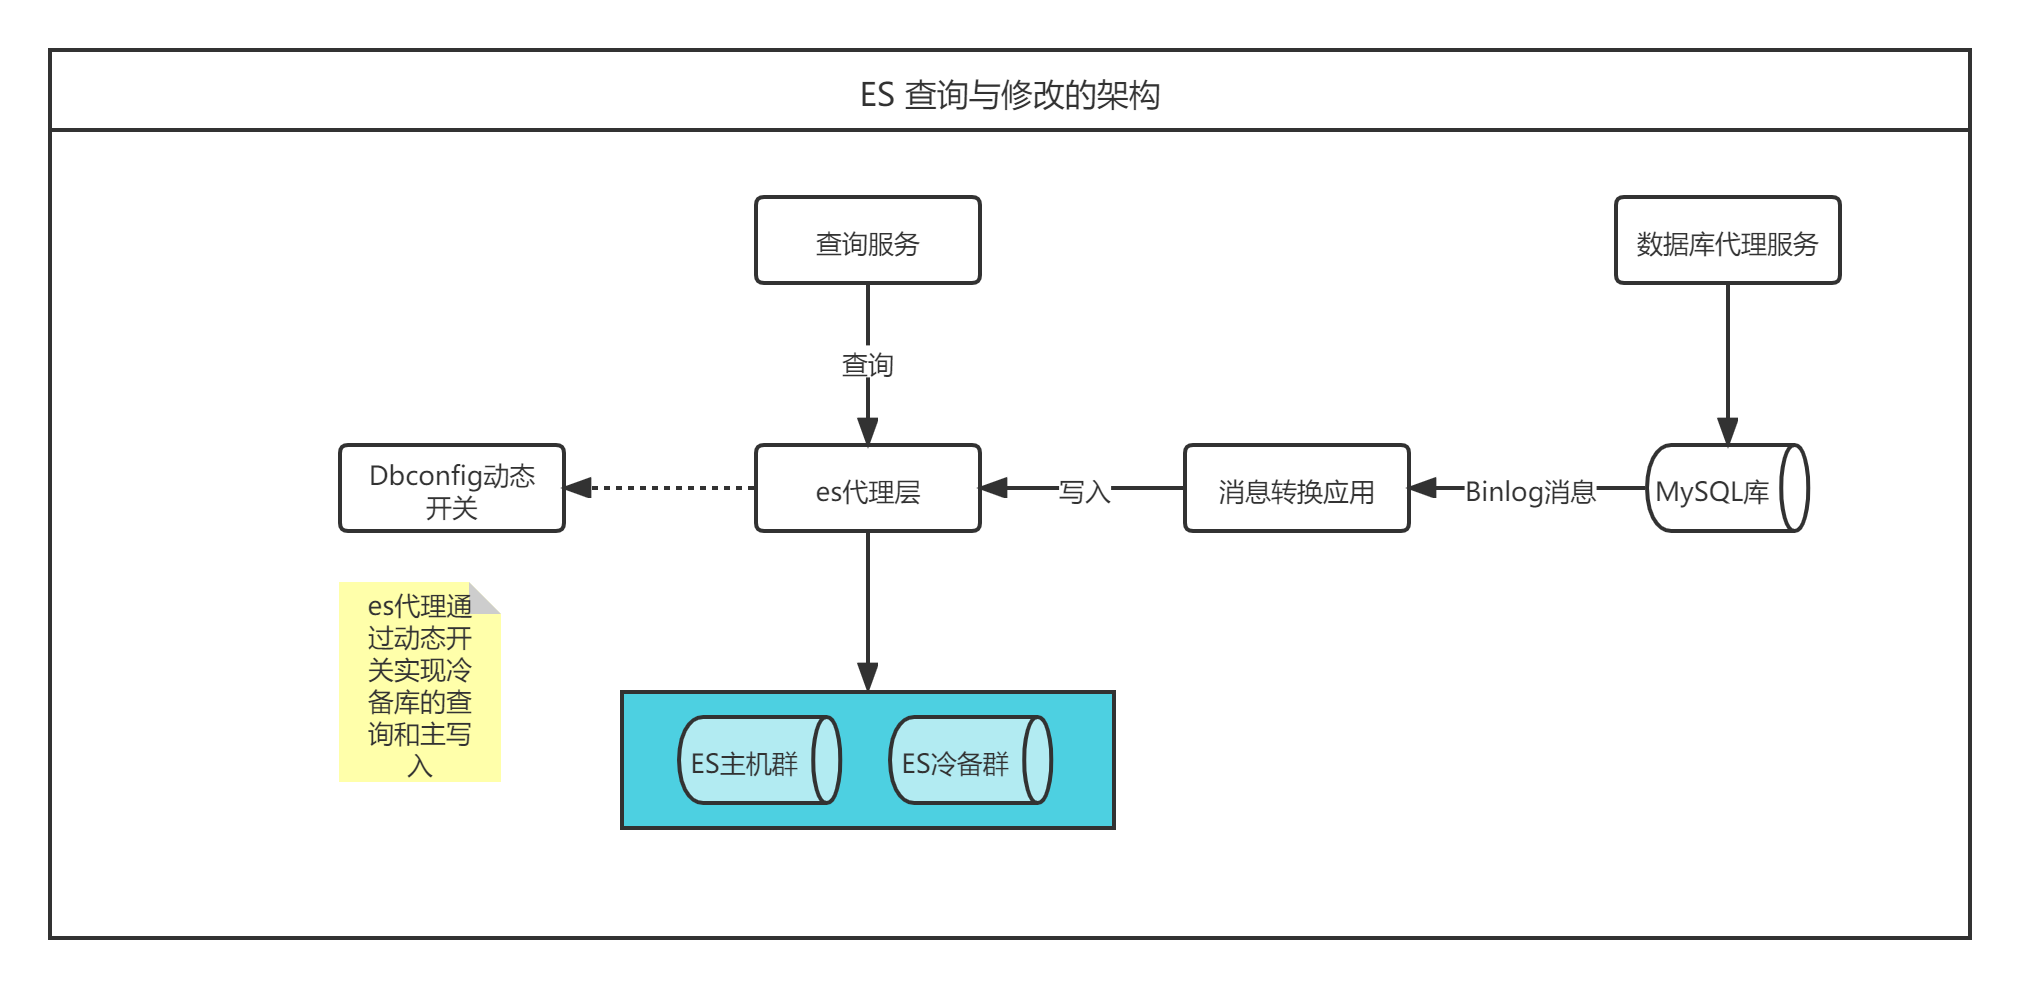 ES 查询与修改的架构
查询服务
数据库代理服务
查询
Dbconfig动态
开关
es代理层
写入
消息转换应用
Binlog消息
MySQL库
es代理通
过动态开
关实现冷
备库的查
询和主写
入
ES主机群
ES冷备群